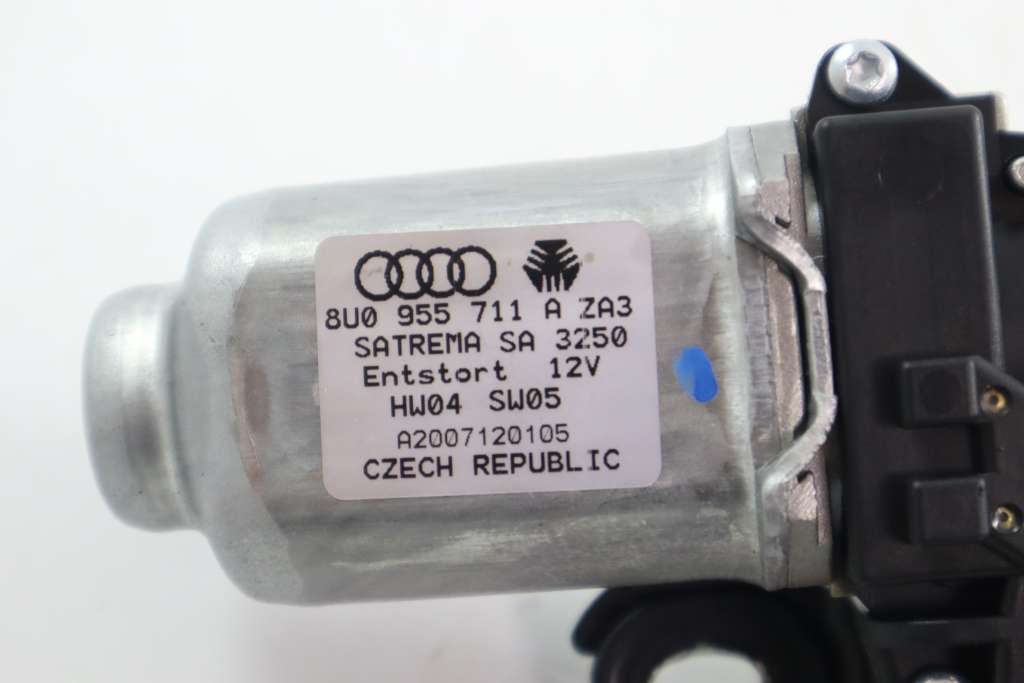 8U0 955 711 A ZA3
SATREMA SA 3250
Entstort 12V
HW04 SW05
A2007120105
CZECH REPUBLIC